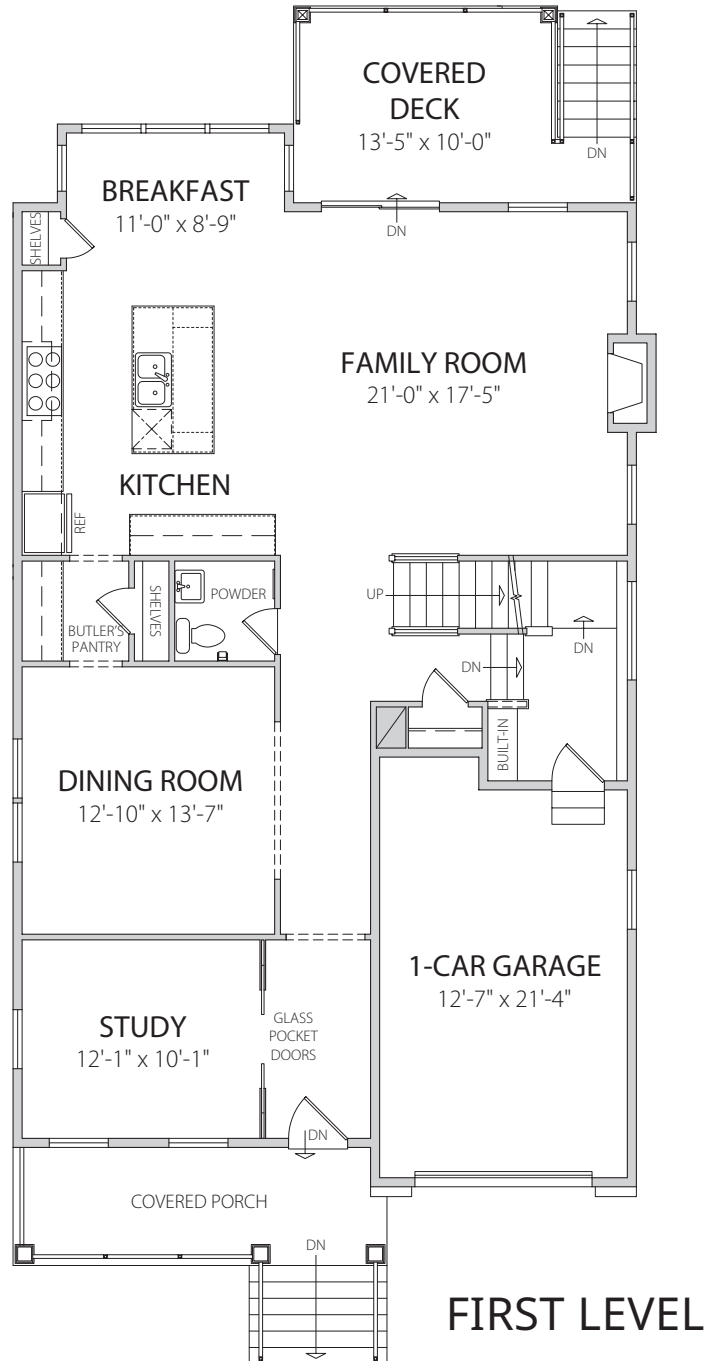 COVERED
DECK
13'-5" x 10'-0"
DN
BREAKFAST
11'-0" x 8'-9"
SHELVES
DN
FAMILY ROOM
21'-0" x 17'-5"
KITCHEN
REF
UP
SHELVES
POWDER
BUTLER'S
PANTRY
DN
DN
BUILT-IN
DINING ROOM
12'-10" x 13'-7"
1-CAR GARAGE
12'-7" x 21'-4"
STUDY
12'-1" x 10'-1"
GLASS
POCKET
DOORS
DN
COVERED PORCH
DN
FIRST LEVEL